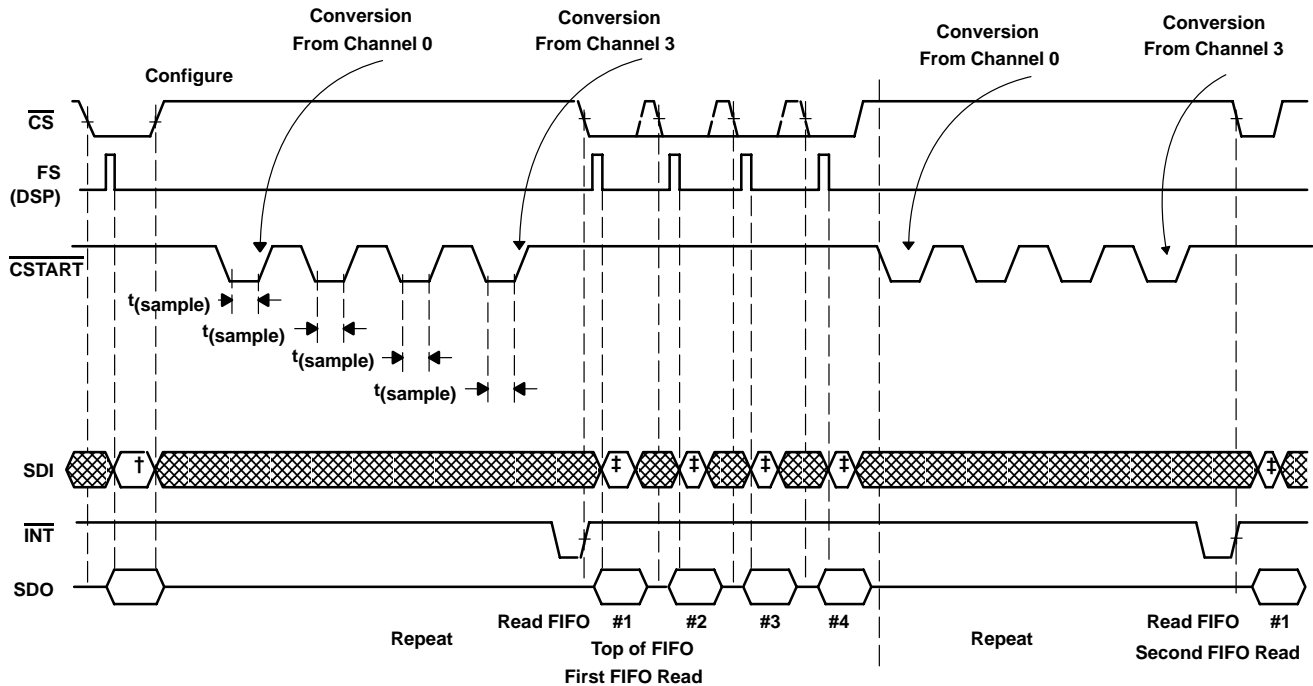 Conversion
From Channel 0
Conversion
From Channel 3
Conversion
From Channel 0
Conversion
From Channel 3
Configure
CS
FS
(DSP)
CSTART
t(sample)
t(sample)
t(sample)
t(sample)
SDI
†
‡
‡
‡
‡
‡
INT
SDO
Repeat
Read FIFO
#1
#2
#3
#4
Top of FIFO
First FIFO Read
Repeat
Read FIFO
#1
Second FIFO Read